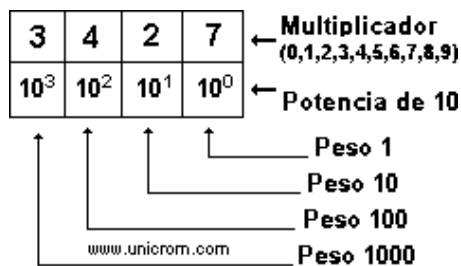 3 4 2 7
Multiplicador
(0,1,2,3,4,5,6,7,8,9)
10³ 10² 10¹ 10⁰
Potencia de 10
Peso 1
Peso 10
Peso 100
www.unicrom.com
Peso 1000